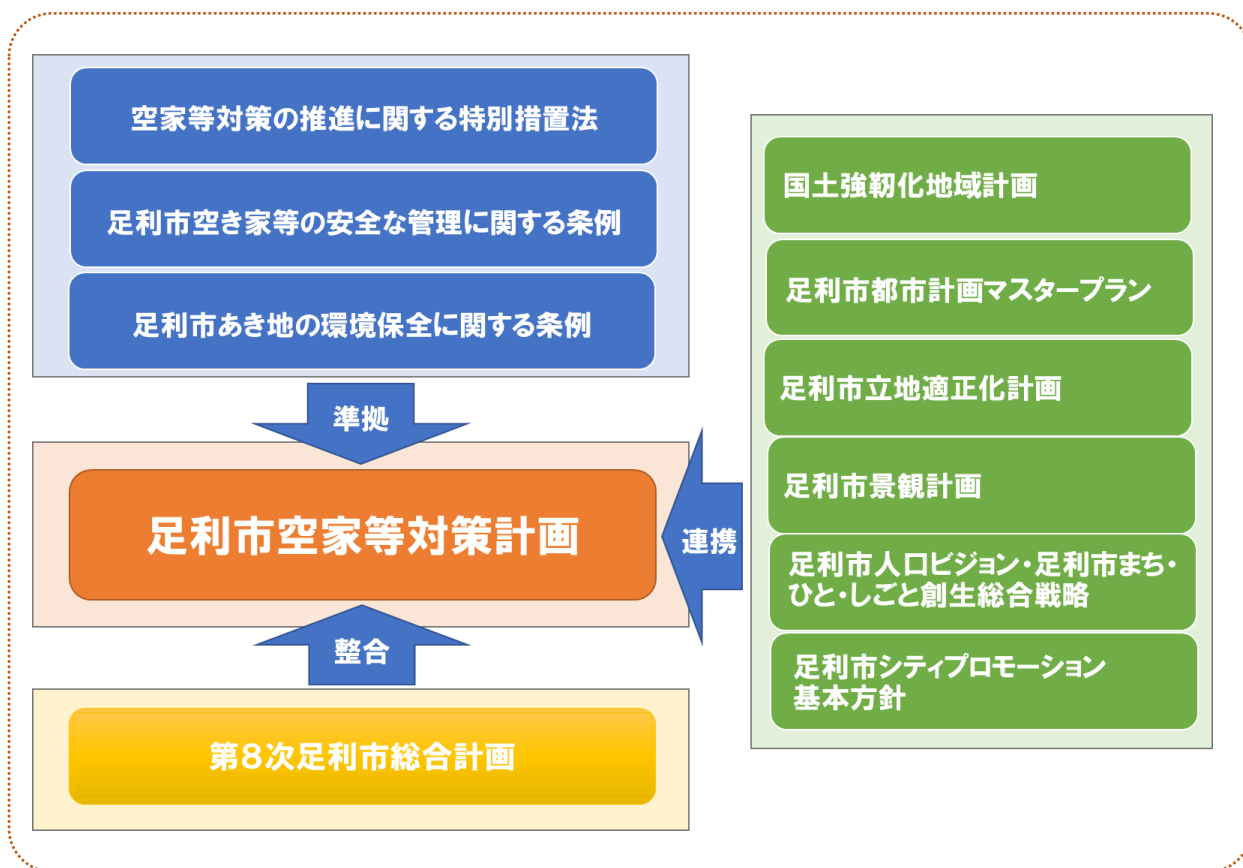 空家等対策の推進に関する特別措置法
足利市空き家等の安全な管理に関する条例
足利市あき地の環境保全に関する条例
準拠
足利市空家等対策計画
整合
第8次足利市総合計画
連携
国土強靭化地域計画
足利市都市計画マスタープラン
足利市立地適正化計画
足利市景観計画
足利市人口ビジョン・足利市まち・
ひと・しごと創生総合戦略
足利市シティプロモーション
基本方針